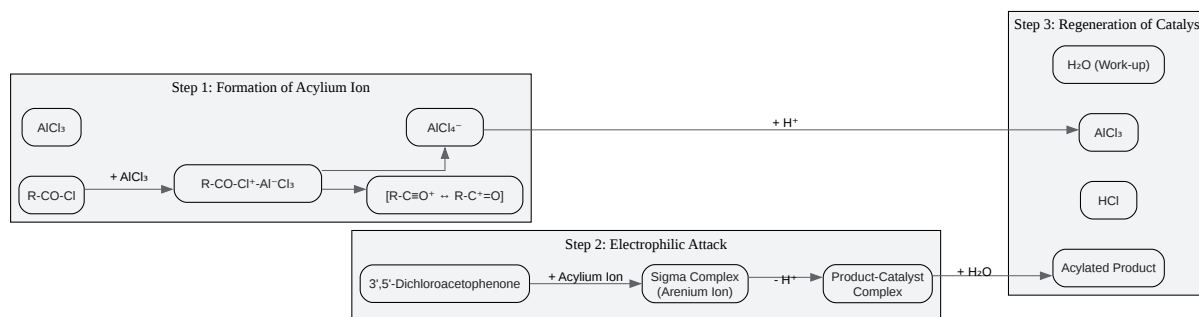 Step 3: Regeneration of Catalys
H₂O (Work-up)
Step 1: Formation of Acylium Ion
AlCl₃
AlCl₄⁻
+ H⁺
AlCl₃
R-CO-Cl
+ AlCl₃
R-CO-Cl⁺-Al⁻Cl₃
[R-C≡O⁺ ↔ R-C⁺=O]
HCl
Step 2: Electrophilic Attack
3',5'-Dichloroacetophenone
+ Acylium Ion
Sigma Complex
(Arenium Ion)
- H⁺
Product-Catalyst
Complex
+ H₂O
Acylated Product